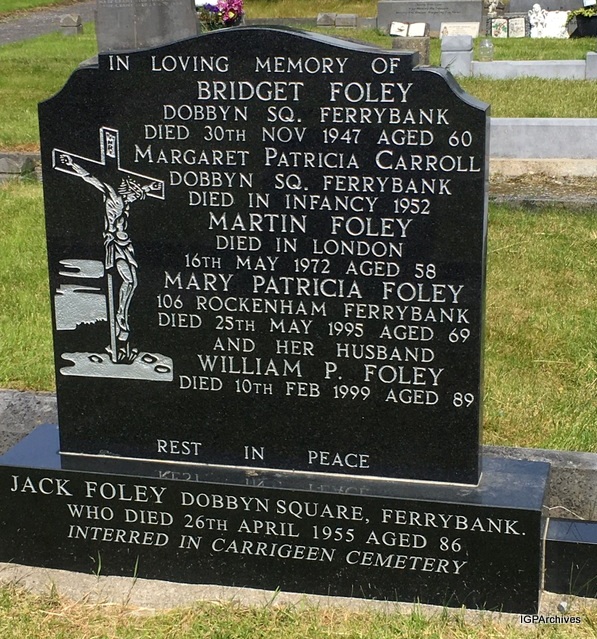 IN LOVING MEMORY OF
BRIDGET FOLEY
DOBBYN SQ. FERRYBANK
DIED 30TH NOV 1947 AGED 60
MARGARET PATRICIA CARROLL
DOBBYN SQ. FERRYBANK
DIED IN INFANCY 1952
MARTIN FOLEY
DIED IN LONDON
16TH MAY 1972 AGED 58
MARY PATRICIA FOLEY
106 ROCKENHAM FERRYBANK
DIED 25TH MAY 1995 AGED 69
AND HER HUSBAND
WILLIAM P. FOLEY
DIED 10TH FEB 1999 AGED 89
REST IN PEACE
JACK FOLEY DOBBYN SQUARE, FERRYBANK.
WHO DIED 26TH APRIL 1955 AGED 86
INTERRED IN CARRIGEEN CEMETERY
IGPArchives